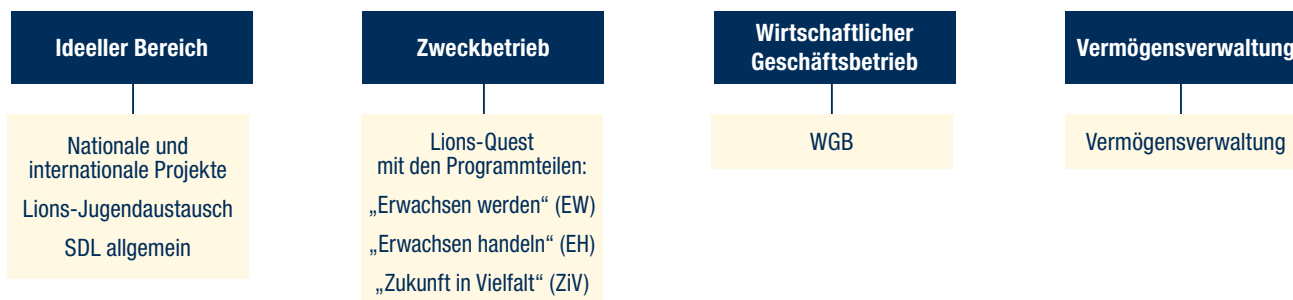 Ideeller Bereich
Nationale und
internationale Projekte
Lions-Jugendaustausch
SDL allgemein
Zweckbetrieb
Lions-Quest
mit den Programmteilen:
„Erwachsen werden“ (EW)
„Erwachsen handeln“ (EH)
„Zukunft in Vielfalt“ (ZiV)
Wirtschaftlicher
Geschäftsbetrieb
WGB
Vermögensverwaltung
Vermögensverwaltung